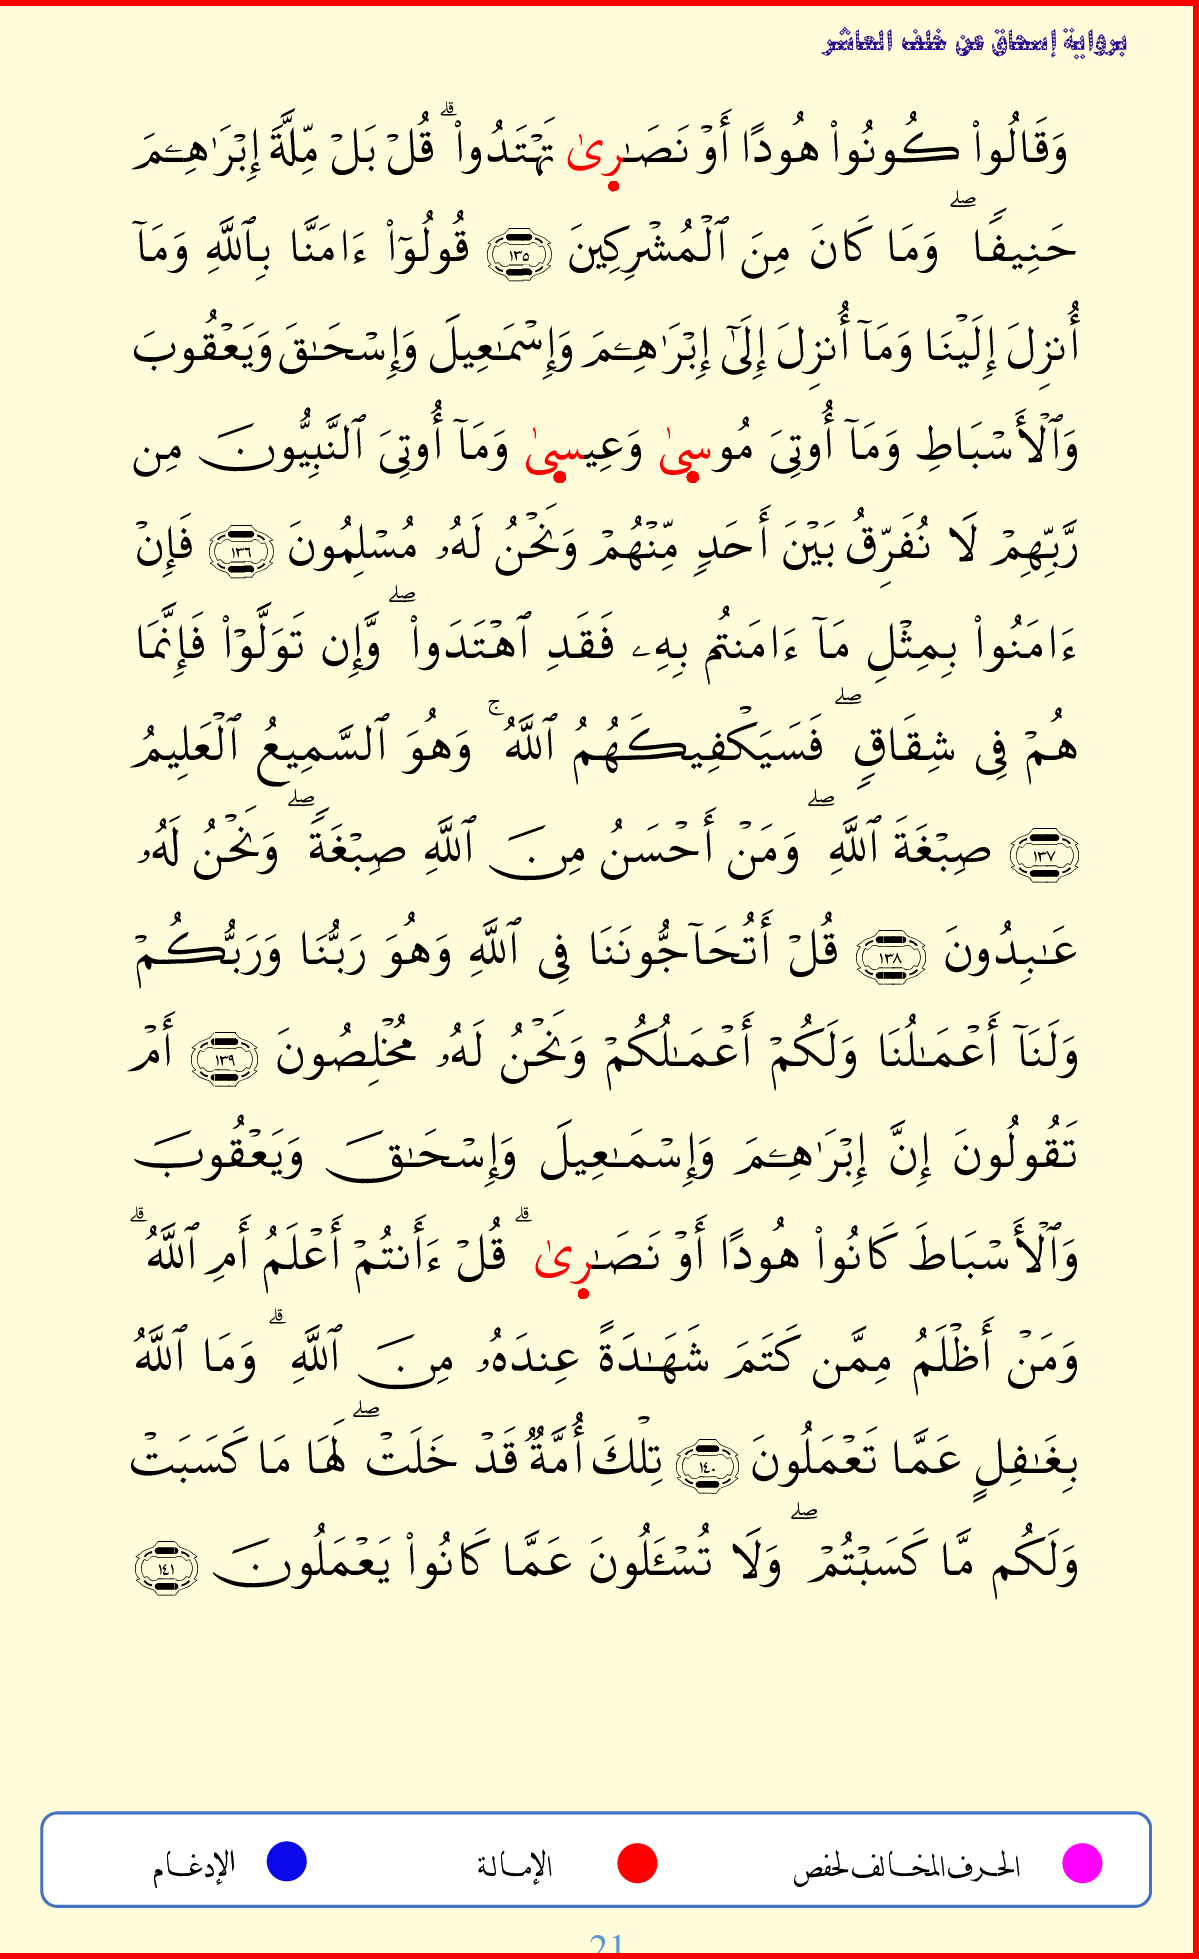 برواية إسحاق عن خلف العاشر
وَقَالُوا۟ كُونُوا۟ هُودًا أَوْ نَصَـٰرِىٰ تَهْتَدُوا۟ ۗ قُلْ بَلْ مِلَّةَ إِبْرَٰهِـۧمَ
حَنِيفًا ۖ وَمَا كَانَ مِنَ ٱلْمُشْرِكِينَ ١٣٥ قُولُوٓا۟ ءَامَنَّا بِٱللَّهِ وَمَآ
أُنزِلَ إِلَيْنَا وَمَآ أُنزِلَ إِلَىٰٓ إِبْرَٰهِـۧمَ وَإِسْمَـٰعِيلَ وَإِسْحَـٰقَ وَيَعْقُوبَ
وَٱلْأَسْبَاطِ وَمَآ أُوتِىَ مُوسِىٰ وَعِيسِىٰ وَمَآ أُوتِىَ ٱلنَّبِيُّونَ مِن
رَّبِّهِمْ لَا نُفَرِّقُ بَيْنَ أَحَدٍ مِّنْهُمْ وَنَحْنُ لَهُۥ مُسْلِمُونَ ١٣٦ فَإِنْ
ءَامَنُوا۟ بِمِثْلِ مَآ ءَامَنتُم بِهِۦ فَقَدِ ٱهْتَدَوا۟ ۖ وَّإِن تَوَلَّوْا۟ فَإِنَّمَا
هُمْ فِى شِقَاقٍ ۖ فَسَيَكْفِيكَهُمُ ٱللَّهُ ۚ وَهُوَ ٱلسَّمِيعُ ٱلْعَلِيمُ
١٣٧ صِبْغَةَ ٱللَّهِ ۖ وَمَنْ أَحْسَنُ مِنَ ٱللَّهِ صِبْغَةً ۖ وَنَحْنُ لَهُۥ
عَـٰبِدُونَ ١٣٨ قُلْ أَتُحَآجُّونَنَا فِى ٱللَّهِ وَهُوَ رَبُّنَا وَرَبُّكُمْ
وَلَنَآ أَعْمَـٰلُنَا وَلَكُمْ أَعْمَـٰلُكُمْ وَنَحْنُ لَهُۥ مُخْلِصُونَ ١٣٩ أَمْ
تَقُولُونَ إِنَّ إِبْرَٰهِـۧمَ وَإِسْمَـٰعِيلَ وَإِسْحَـٰقَ وَيَعْقُوبَ
وَٱلْأَسْبَاطَ كَانُوا۟ هُودًا أَوْ نَصَـٰرِىٰ ۗ قُلْ ءَأَنتُمْ أَعْلَمُ أَمِ ٱللَّهُ ۗ
وَمَنْ أَظْلَمُ مِمَّن كَتَمَ شَهَـٰدَةً عِندَهُۥ مِنَ ٱللَّهِ ۗ وَمَا ٱللَّهُ
بِغَـٰفِلٍ عَمَّا تَعْمَلُونَ ١٤٠ تِلْكَ أُمَّةٌ قَدْ خَلَتْ ۖ لَهَا مَا كَسَبَتْ
وَلَكُم مَّا كَسَبْتُمْ ۖ وَلَا تُسْـَٔلُونَ عَمَّا كَانُوا۟ يَعْمَلُونَ ١٤١
الحرف المخالف لحفص الإمالة الإدغام
21